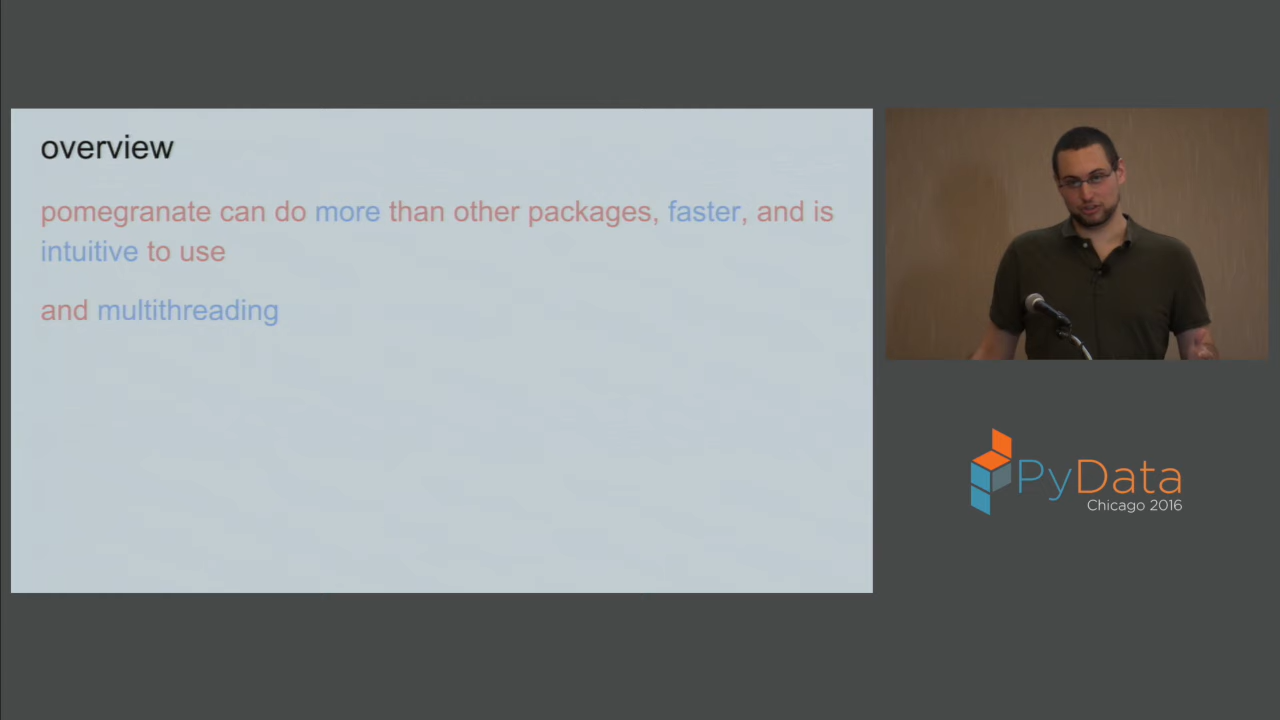 overview
pomegranate can do more than other packages, faster, and is
intuitive to use
and multithreading
PyData
Chicago 2016